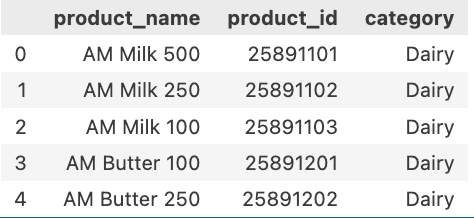 product_name product_id category
0 AM Milk 500 25891101 Dairy
1 AM Milk 250 25891102 Dairy
2 AM Milk 100 25891103 Dairy
3 AM Butter 100 25891201 Dairy
4 AM Butter 250 25891202 Dairy